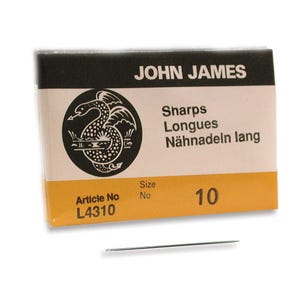 JOHN JAMES
Sharps
Longues
Nähnadeln lang
Article No
L4310
Size
No
10